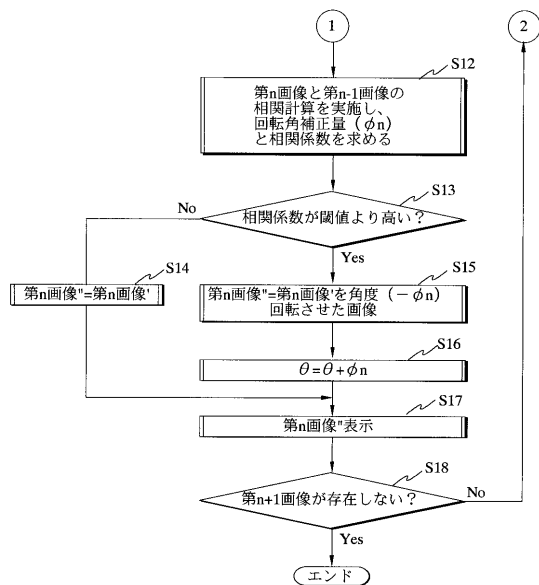 1
2
S12
第n画像と第n-1画像の
相関計算を実施し、
回転角補正量(φn)
と相関係数を求める
S13
相関係数が閾値より高い?
No
Yes
S14
第n画像"=第n画像'
S15
第n画像"=第n画像'を角度(-φn)
回転させた画像
S16
θ=θ+φn
S17
第n画像"表示
S18
第n+1画像が存在しない?
No
Yes
エンド